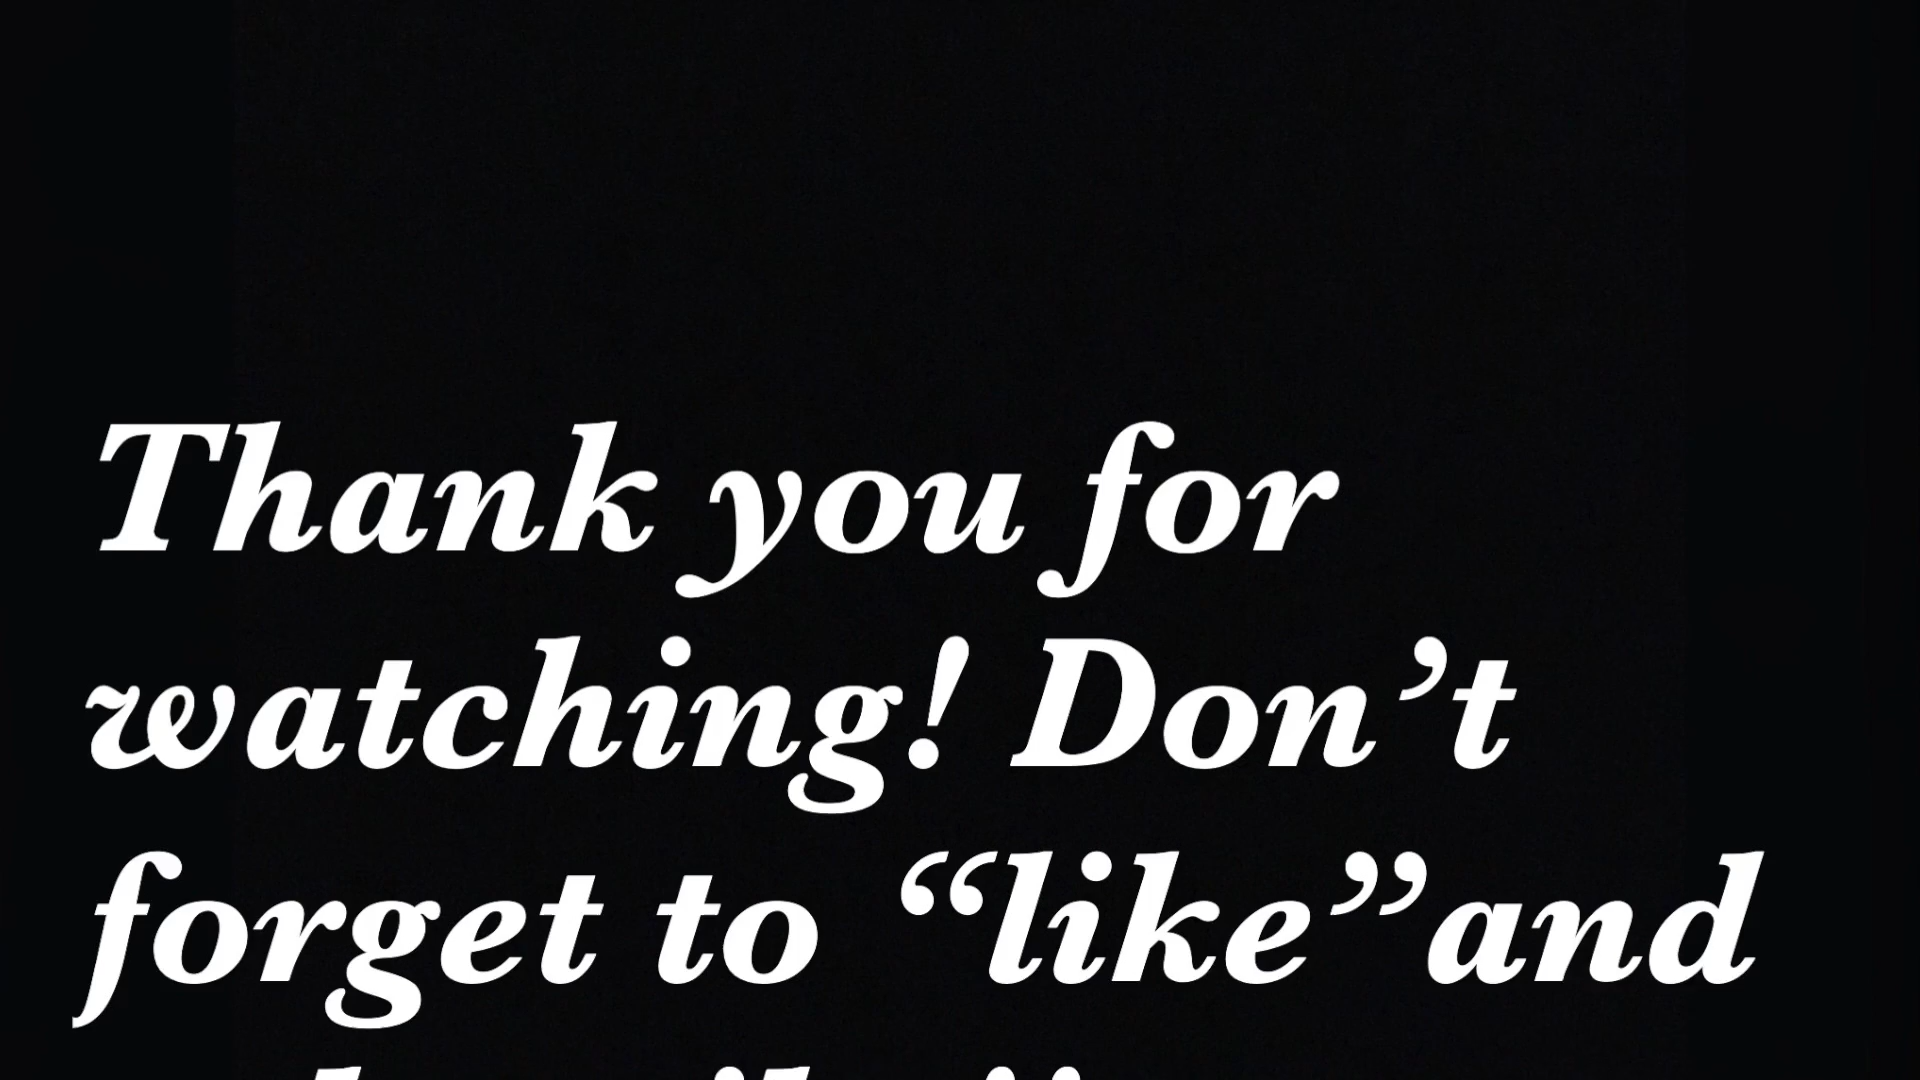 Thank you for
watching! Don’t
forget to “like”and